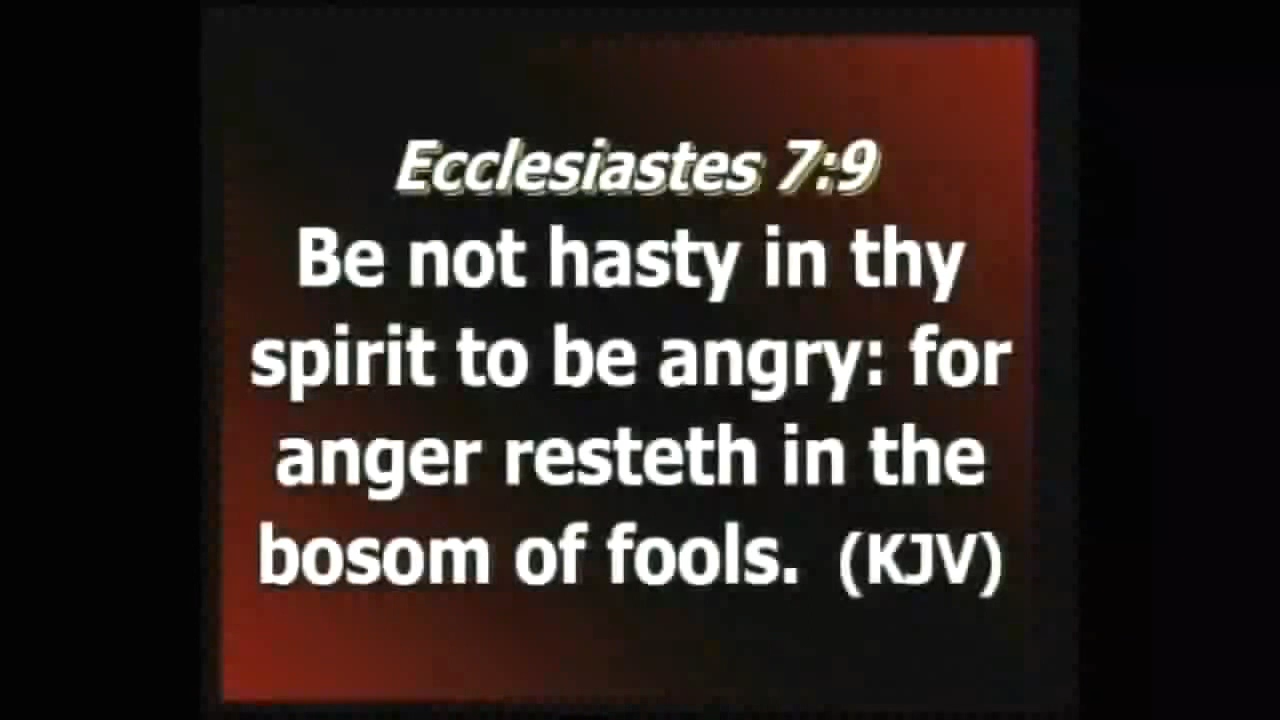 Ecclesiastes 7:9
Be not hasty in thy
spirit to be angry: for
anger resteth in the
bosom of fools. (KJV)